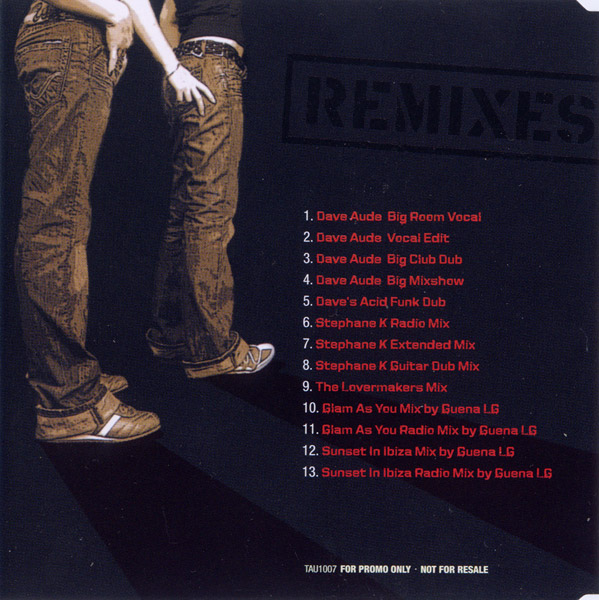 REMIXES
1. Dave Aude Big Room Vocal
2. Dave Aude Vocal Edit
3. Dave Aude Big Club Dub
4. Dave Aude Big Mixshow
5. Dave's Acid Funk Dub
6. Stephane K Radio Mix
7. Stephane K Extended Mix
8. Stephane K Guitar Dub Mix
9. The Lovermakers Mix
10. Glam As You Mix by Guena LG
11. Glam As You Radio Mix by Guena LG
12. Sunset In Ibiza Mix by Guena LG
13. Sunset In Ibiza Radio Mix by Guena LG
TAU1007 FOR PROMO ONLY · NOT FOR RESALE